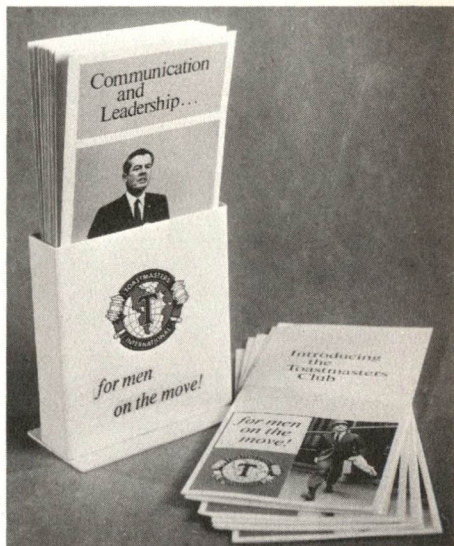 Communication
and
Leadership...
TOASTMASTERS
T
INTERNATIONAL
for men
on the move!
Introducing
the
Toastmasters
Club
for men
on the
move!
T